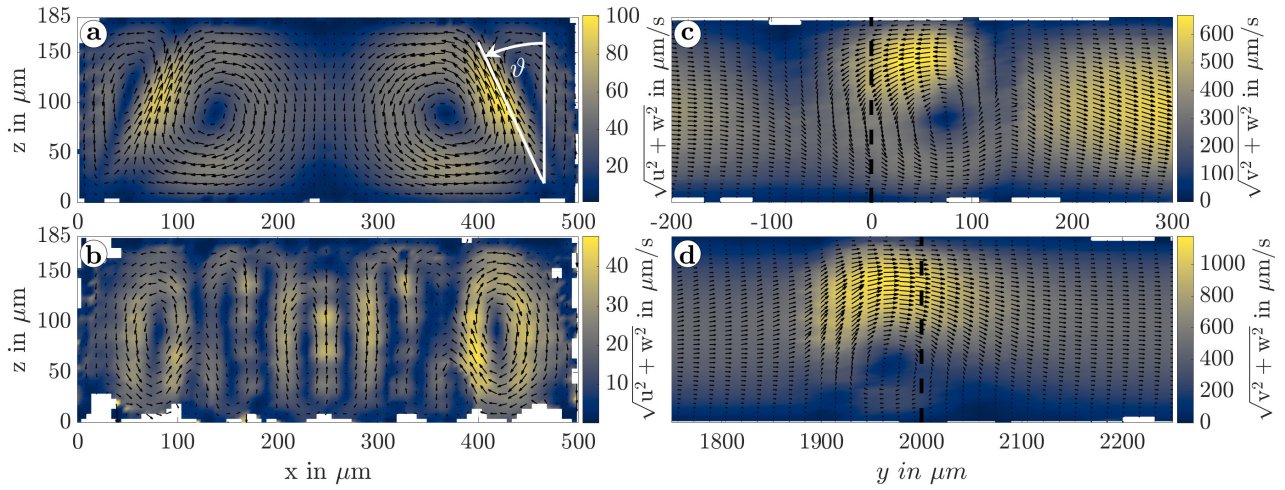 a
185
150
100
50
0
z in μm
0 100 200 300 400 500
ϑ
100
80
60
40
20
√u² + w² in μm/s
c
-200 -100 0 100 200 300
600
500
400
300
200
100
0
√v² + w² in μm/s
b
185
150
100
50
0
z in μm
0 100 200 300 400 500
x in μm
40
30
20
10
√u² + w² in μm/s
d
1800 1900 2000 2100 2200
y in μm
1000
800
600
400
200
0
√v² + w² in μm/s